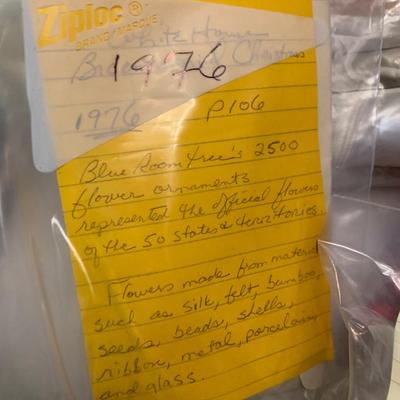 Ziploc®
BRAND/MARQUE
White House
Christmas
1976
1976 P106
Blue Room tree's 2500
flower ornaments
represented the official flowers
of the 50 states & territories.
Flowers made from material
such as silk, felt, bamboo,
seeds, beads, shells,
ribbon, metal, porcelain,
and glass.